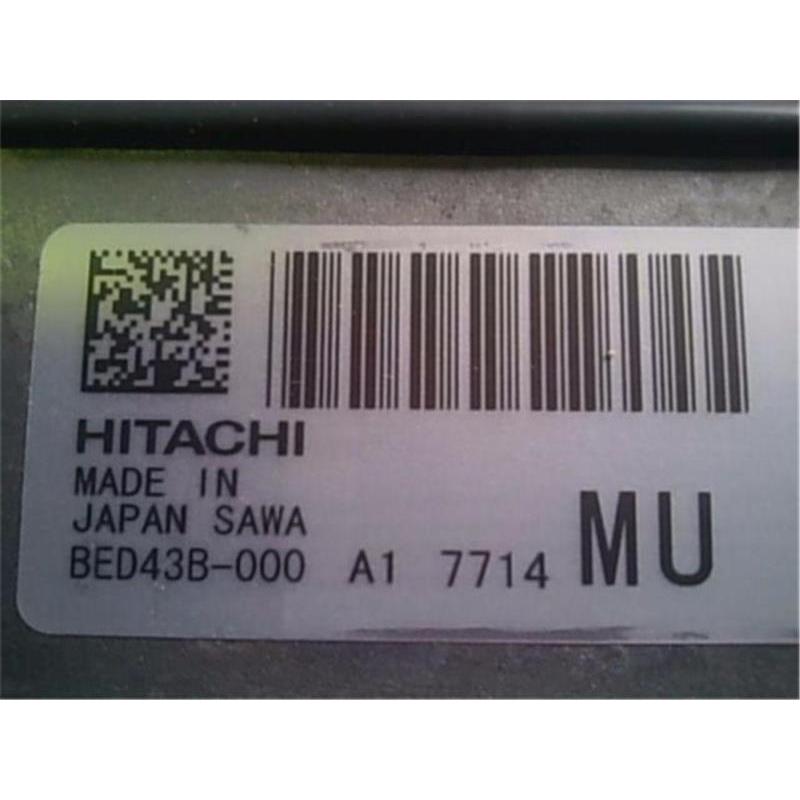 HITACHI
MADE IN
JAPAN SAWA
BED43B-000 A1 7714 MU